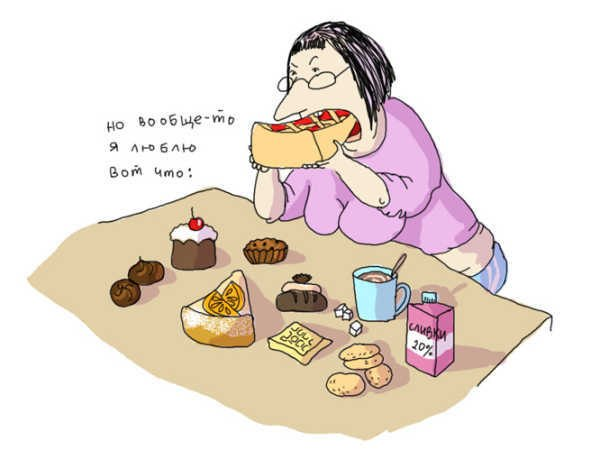 но вообще-то
я люблю
вот что:
сливки
20%